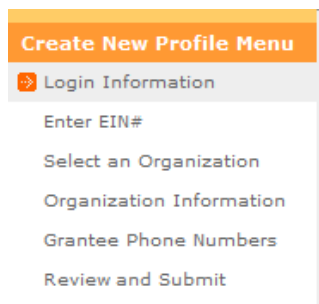 Create New Profile Menu
Login Information
Enter EIN#
Select an Organization
Organization Information
Grantee Phone Numbers
Review and Submit